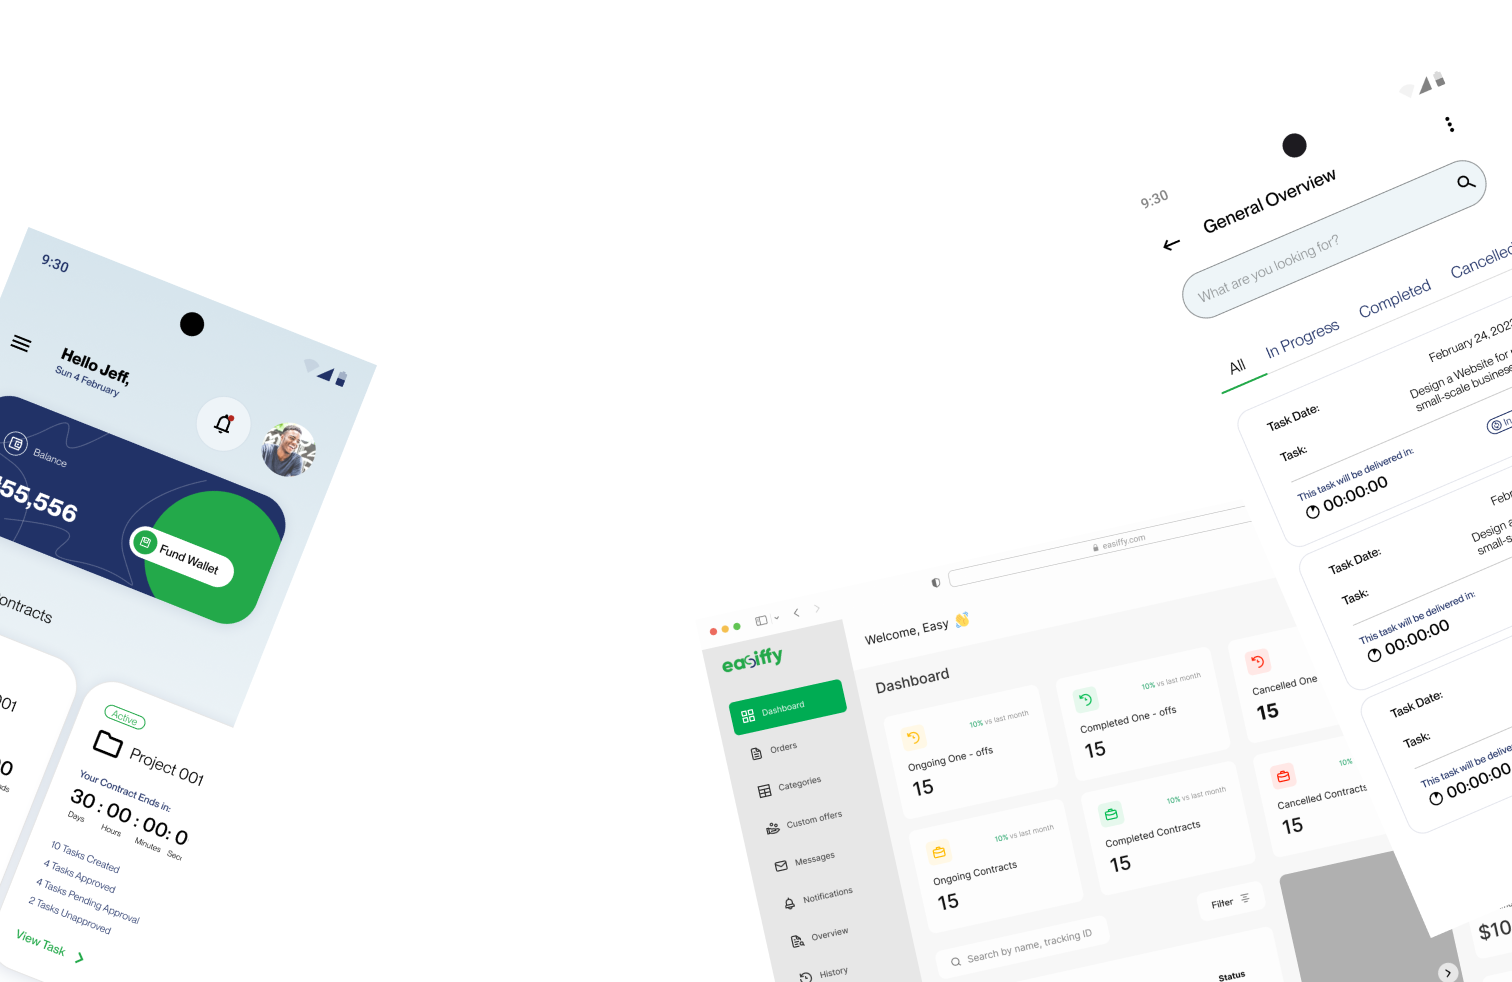 9:30
Hello Jeff,
Sun 4 February
Balance
55,556
Fund Wallet
ontracts
001
Active
Project 001
Your Contract Ends in:
30 : 00 : 00: 0
Days Hours Minutes Sec
10 Tasks Created
4 Tasks Approved
4 Tasks Pending Approval
2 Tasks Unapproved
View Task
easiffy.com
easiffy
Welcome, Easy 👋
Dashboard
Dashboard
Orders
Categories
Custom offers
Messages
Notifications
Overview
History
10% vs last month
Ongoing One - offs
15
10% vs last month
Completed One - offs
15
Cancelled One
15
10% vs last month
Ongoing Contracts
15
10% vs last month
Completed Contracts
15
10%
Cancelled Contracts
15
Filter
Search by name, tracking ID
Status
$10
9:30
General Overview
What are you looking for?
All
In Progress
Completed
Cancelled
Task Date:
February 24, 202
Task:
Design a Website for
small-scale business
This task will be delivered in:
00:00:00
In
Task Date:
Febr
Task:
Design a
small-s
This task will be delivered in:
00:00:00
Task Date:
Task:
This task will be delive
00:00:00